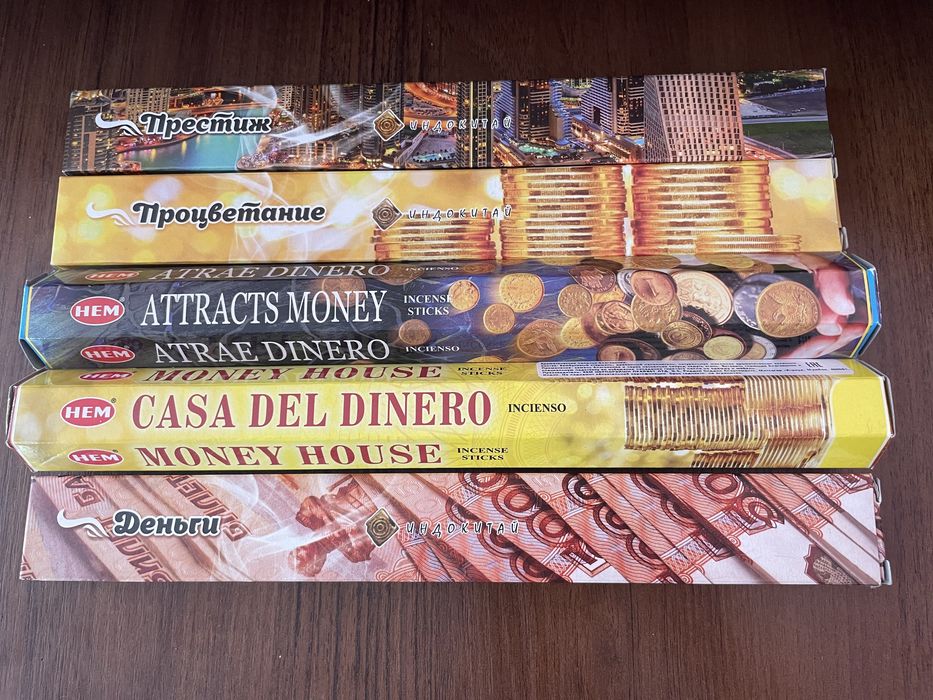 Престиж
ИНДОКИТАЙ
Процветание
ИНДОКИТАЙ
HEM
ATRAE DINERO
INCIENSO
HEM
ATTRACTS MONEY
INCENSE
STICKS
HEM
ATRAE DINERO
INCIENSO
HEM
MONEY HOUSE
INCENSE
STICKS
HEM
CASA DEL DINERO
INCIENSO
HEM
MONEY HOUSE
INCENSE
STICKS
Деньги
ИНДОКИТАЙ